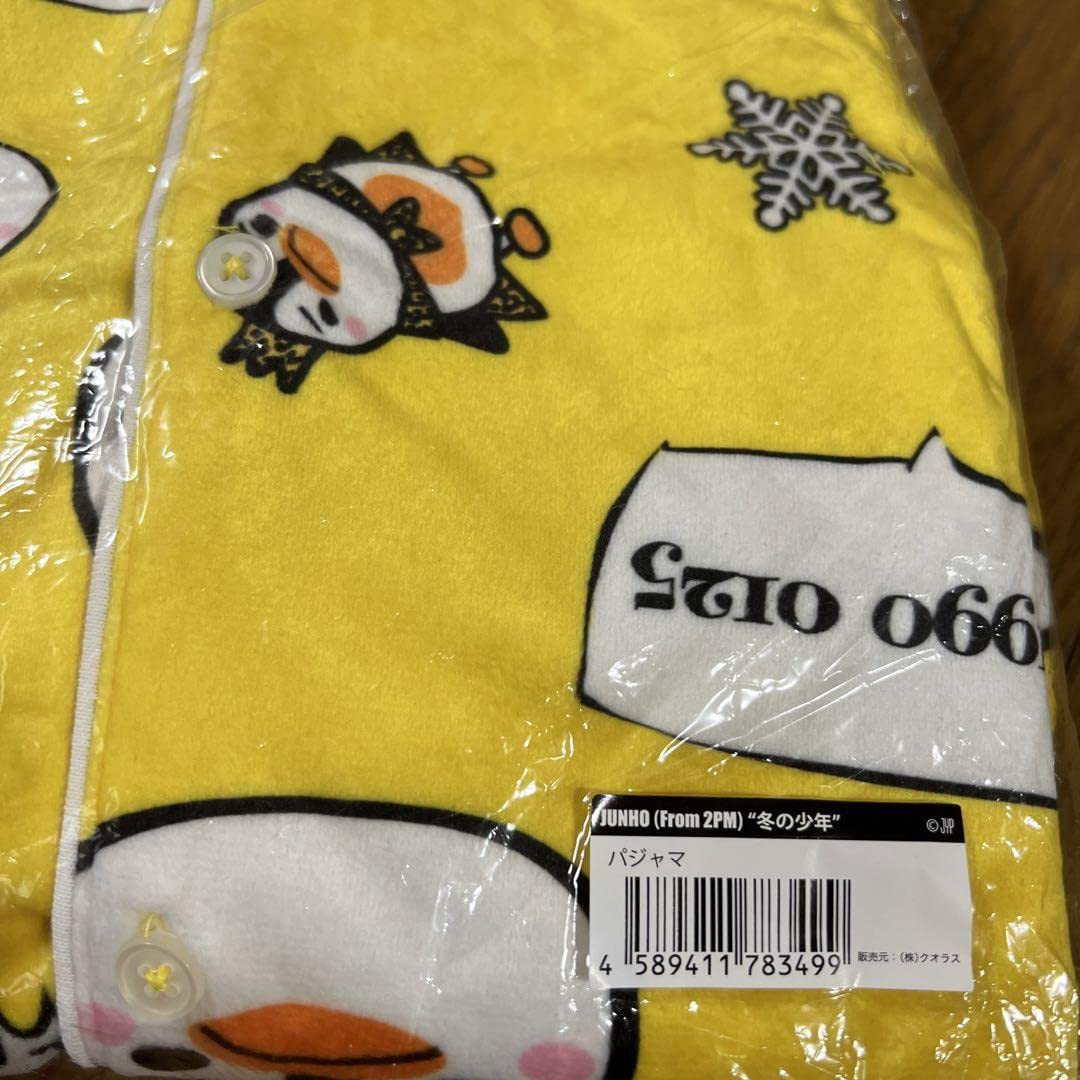 990 0125
JUNHO (From 2PM) “冬の少年” © JYP
パジャマ
4 589411 783499
販売元：(株)クオラス